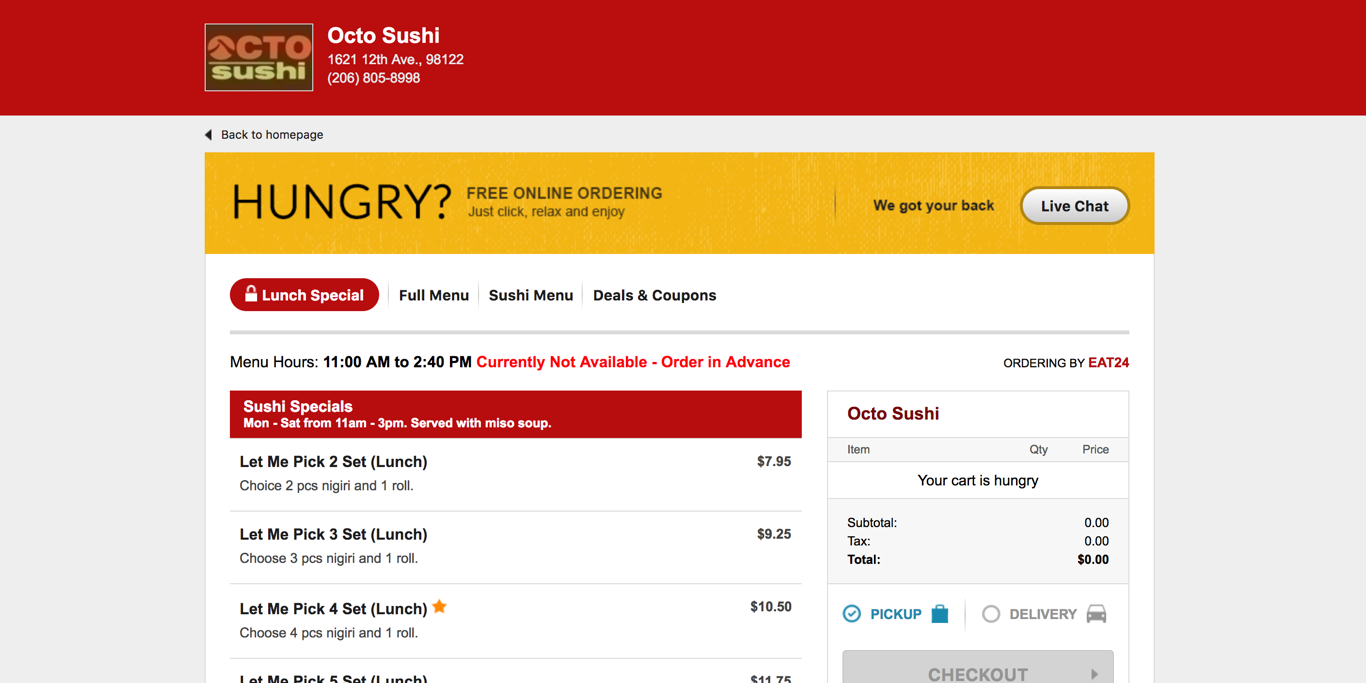 OCTO
sushi
Octo Sushi
1621 12th Ave., 98122
(206) 805-8998
Back to homepage
HUNGRY?
FREE ONLINE ORDERING
Just click, relax and enjoy
We got your back
Live Chat
Lunch Special
Full Menu
Sushi Menu
Deals & Coupons
Menu Hours: 11:00 AM to 2:40 PM Currently Not Available - Order in Advance
ORDERING BY EAT24
Sushi Specials
Mon - Sat from 11am - 3pm. Served with miso soup.
Let Me Pick 2 Set (Lunch) $7.95
Choice 2 pcs nigiri and 1 roll.
Let Me Pick 3 Set (Lunch) $9.25
Choose 3 pcs nigiri and 1 roll.
Let Me Pick 4 Set (Lunch) $10.50
Choose 4 pcs nigiri and 1 roll.
Let Me Pick 5 Set (Lunch) $11.75
Octo Sushi
Item Qty Price
Your cart is hungry
Subtotal: 0.00
Tax: 0.00
Total: $0.00
PICKUP
DELIVERY
CHECKOUT